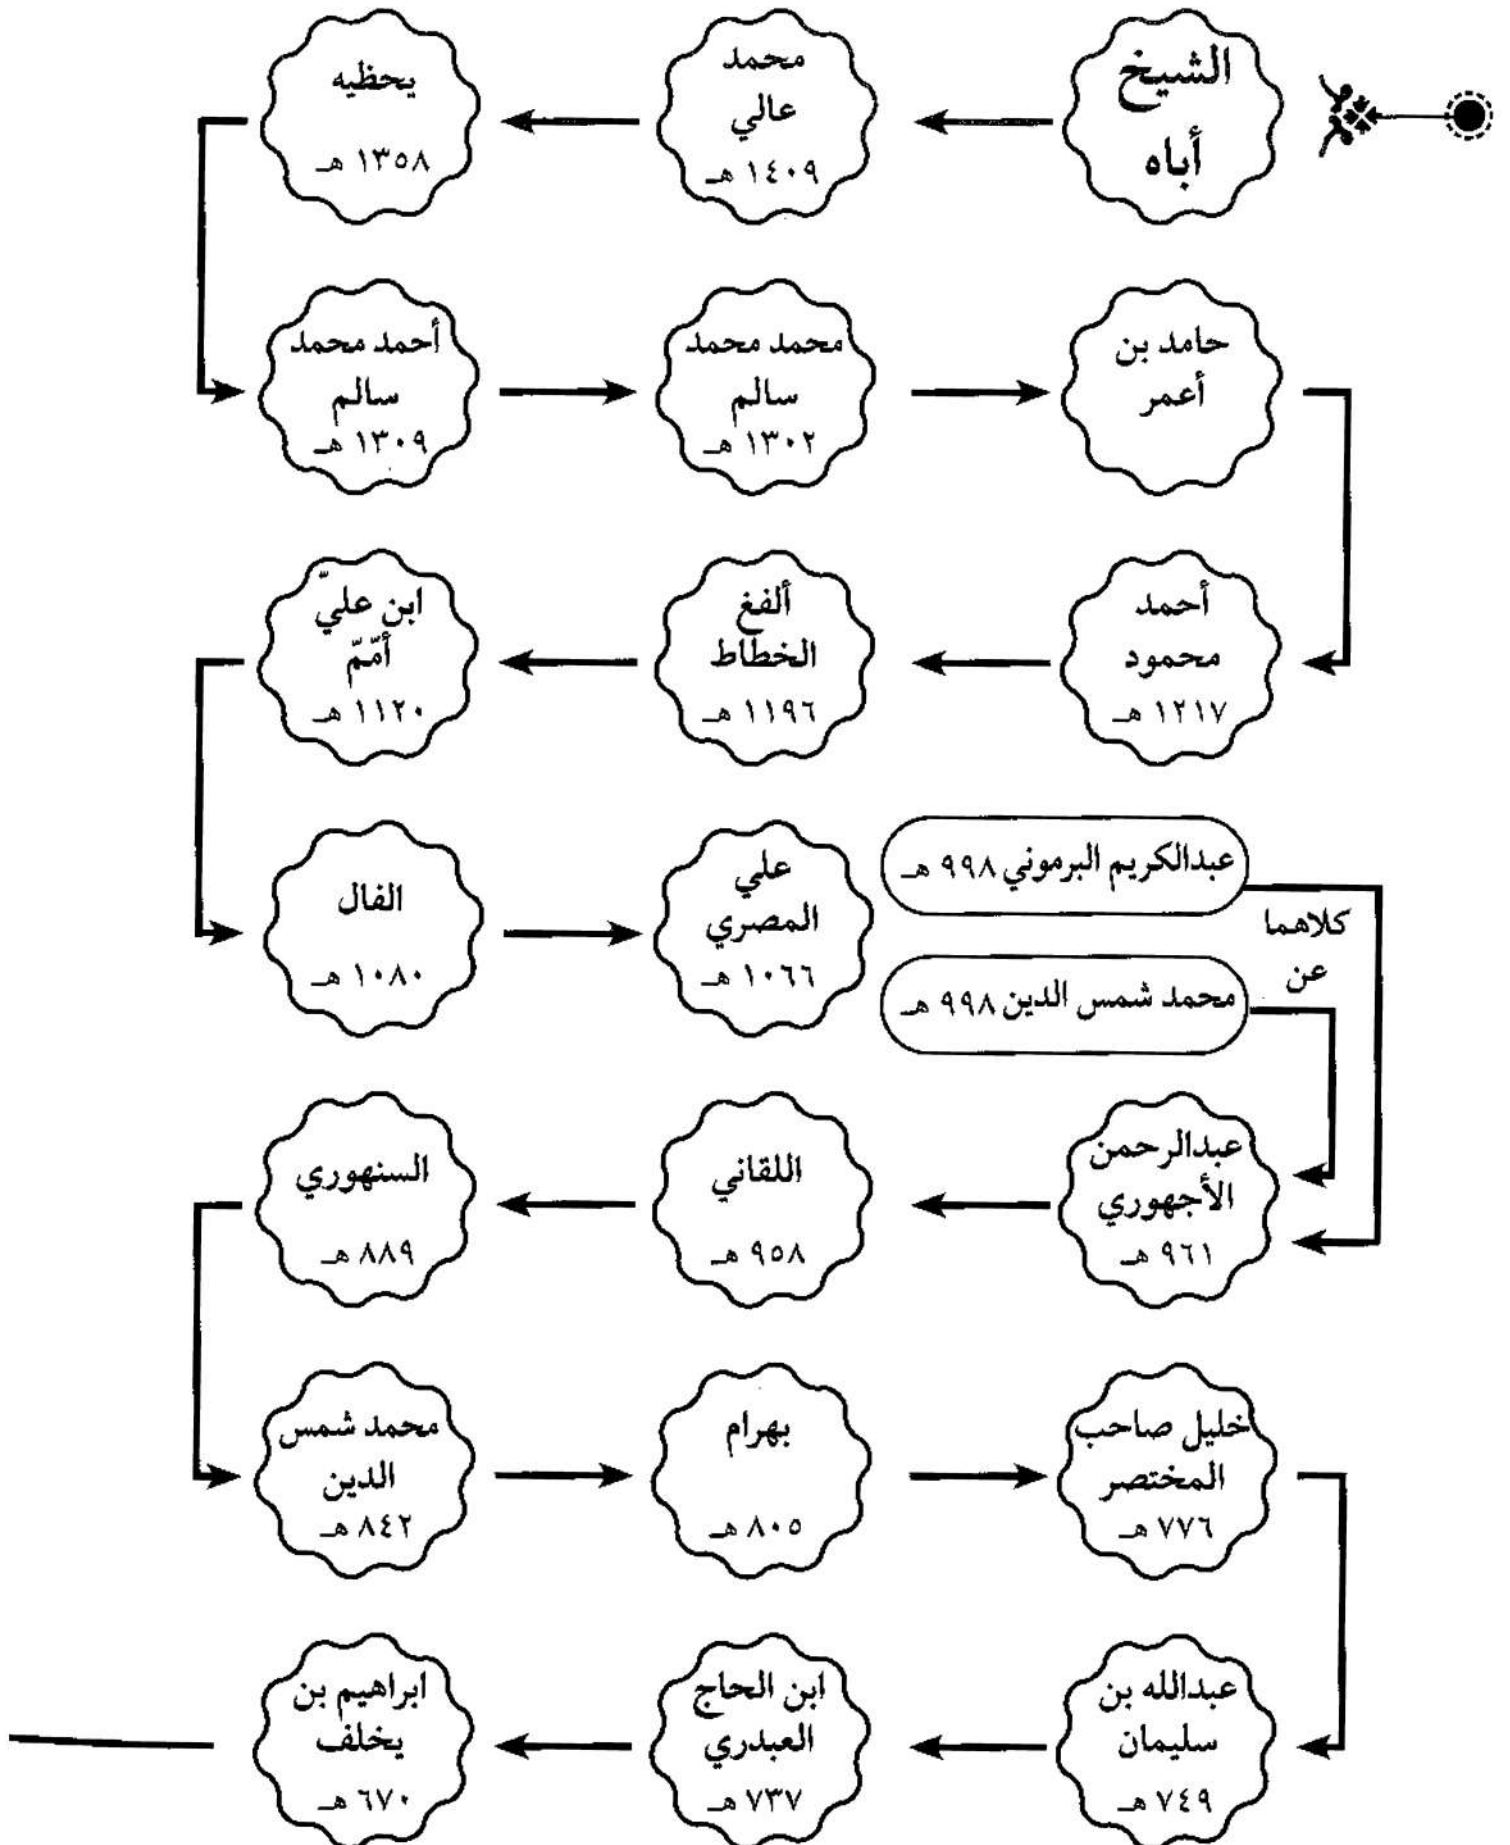 الشيخ
أباه
محمد
عالي
١٤٠٩ هـ
يحظيه
١٣٥٨ هـ
أحمد محمد
سالم
١٣٠٩ هـ
محمد محمد
سالم
١٣٠٢ هـ
حامد بن
أعمر
أحمد
محمود
١٢١٧ هـ
ألفغ
الخطاط
١١٩٦ هـ
ابن عليّ
أمّمّ
١١٢٠ هـ
الفال
١٠٨٠ هـ
علي
المصري
١٠٦٦ هـ
عبدالكريم البرموني ٩٩٨ هـ
محمد شمس الدين ٩٩٨ هـ
كلاهما
عن
عبدالرحمن
الأجهوري
٩٦١ هـ
اللقاني
٩٥٨ هـ
السنهوري
٨٨٩ هـ
محمد شمس
الدين
٨٤٢ هـ
بهرام
٨٠٥ هـ
خليل صاحب
المختصر
٧٧٦ هـ
عبدالله بن
سليمان
٧٤٩ هـ
ابن الحاج
العبدري
٧٣٧ هـ
ابراهيم بن
يخلف
٦٧٠ هـ